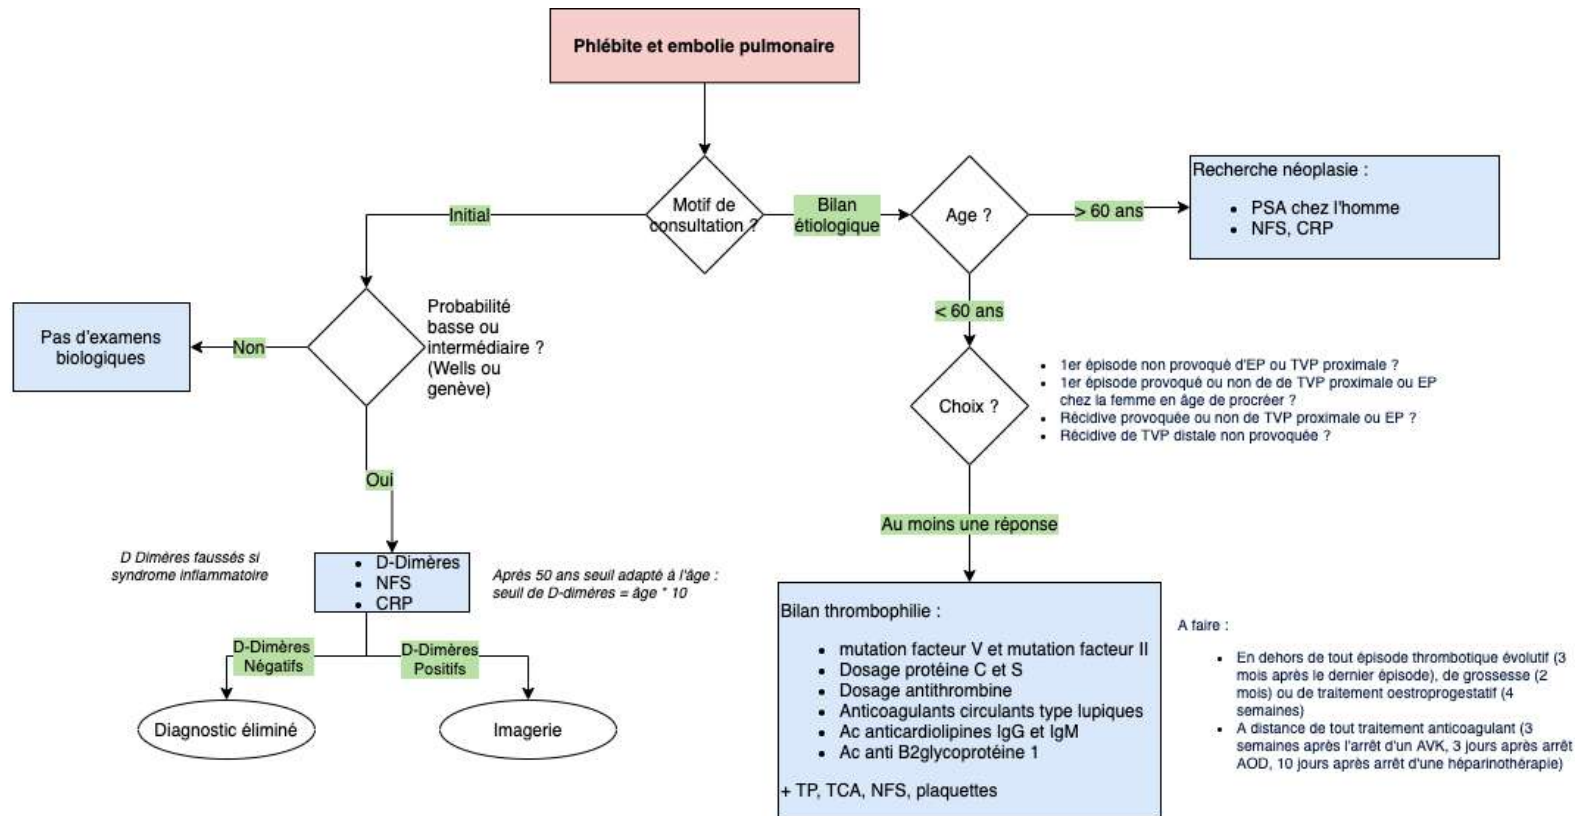 Phlébite et embolie pulmonaire
Motif de
consultation ?
Initial
Bilan
étiologique
Age ?
> 60 ans
Recherche néoplasie :
• PSA chez l'homme
• NFS, CRP
< 60 ans
Probabilité
basse ou
intermédiaire ?
(Wells ou
genève)
Non
Pas d'examens
biologiques
Choix ?
• 1er épisode non provoqué d'EP ou TVP proximale ?
• 1er épisode provoqué ou non de de TVP proximale ou EP
chez la femme en âge de procréer ?
• Récidive provoquée ou non de TVP proximale ou EP ?
• Récidive de TVP distale non provoquée ?
Oui
Au moins une réponse
D Dimères faussés si
syndrome inflammatoire
• D-Dimères
• NFS
• CRP
Après 50 ans seuil adapté à l'âge :
seuil de D-dimères = âge * 10
D-Dimères
Négatifs
D-Dimères
Positifs
Diagnostic éliminé
Imagerie
Bilan thrombophilie :
• mutation facteur V et mutation facteur II
• Dosage protéine C et S
• Dosage antithrombine
• Anticoagulants circulants type lupiques
• Ac anticardiolipines IgG et IgM
• Ac anti B2glycoprotéine 1
+ TP, TCA, NFS, plaquettes
A faire :
• En dehors de tout épisode thrombotique évolutif (3
mois après le dernier épisode), de grossesse (2
mois) ou de traitement oestroprogestatif (4
semaines)
• A distance de tout traitement anticoagulant (3
semaines après l'arrêt d'un AVK, 3 jours après arrêt
AOD, 10 jours après arrêt d'une héparinothérapie)